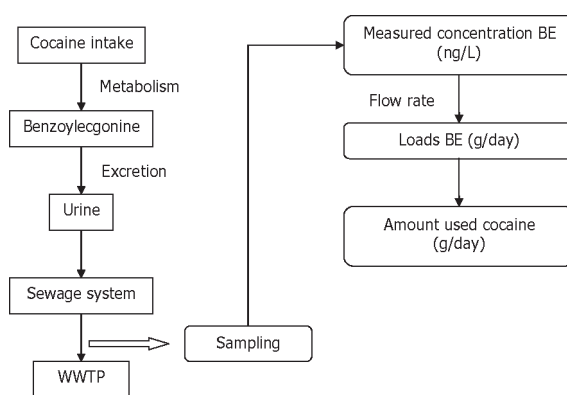 Cocaine intake
Metabolism
Benzoylecgonine
Excretion
Urine
Sewage system
WWTP
Sampling
Measured concentration BE
(ng/L)
Flow rate
Loads BE (g/day)
Amount used cocaine
(g/day)